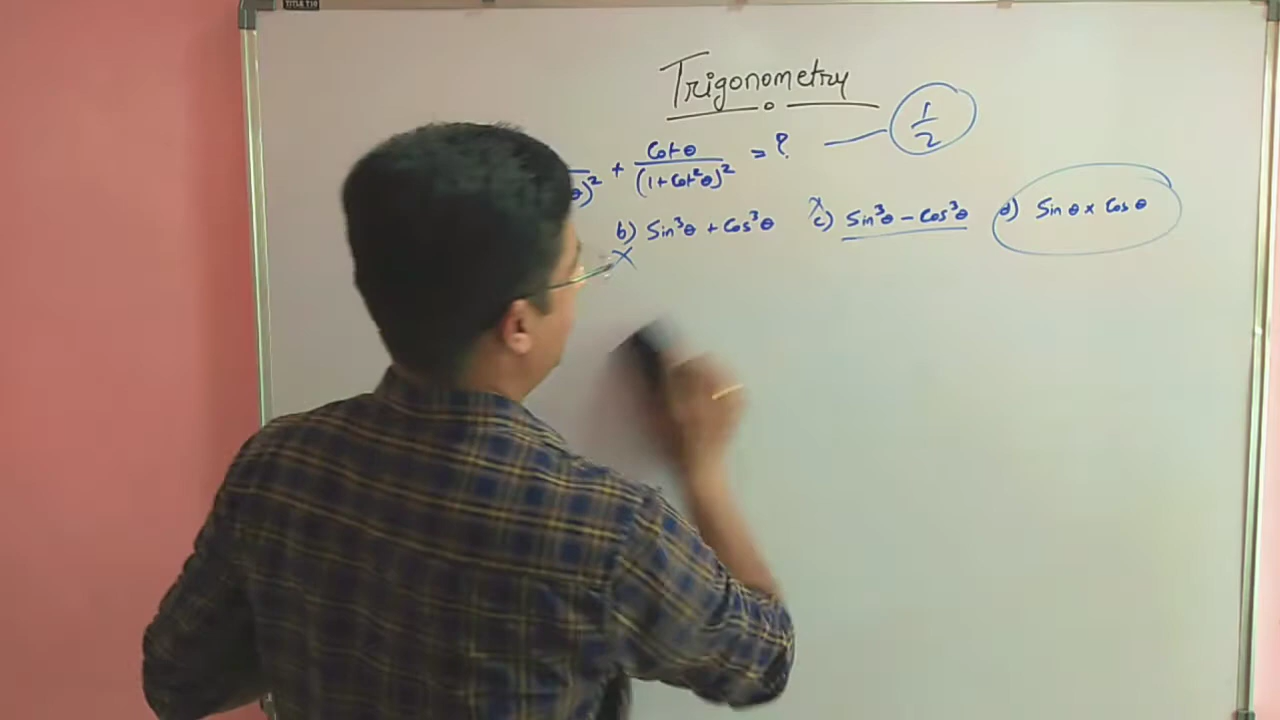 Trigonometry
θ)² + Cotθ/(1+Cot²θ)² = ? — 1/2
b) Sin³θ + Cos³θ c) Sin³θ - Cos³θ d) Sinθ x Cosθ